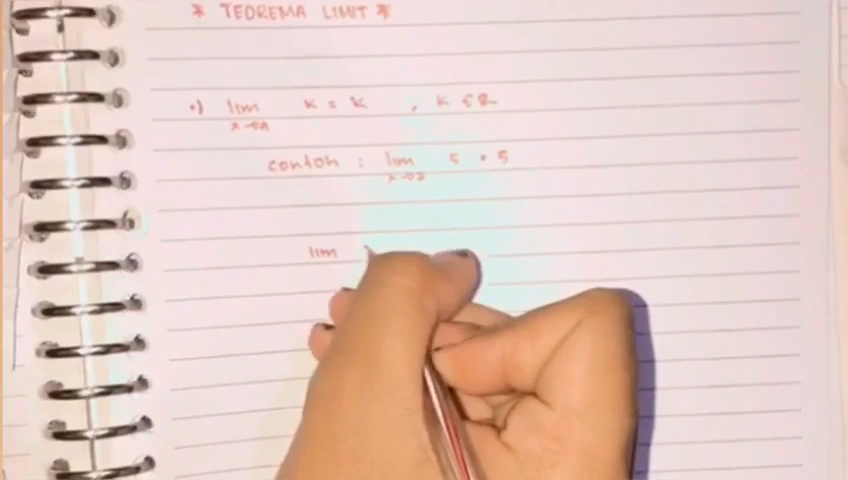 * TEOREMA LIMIT *
•) lim K = K , K ∈ R
x→a
contoh : lim 5 = 5
x→2
lim